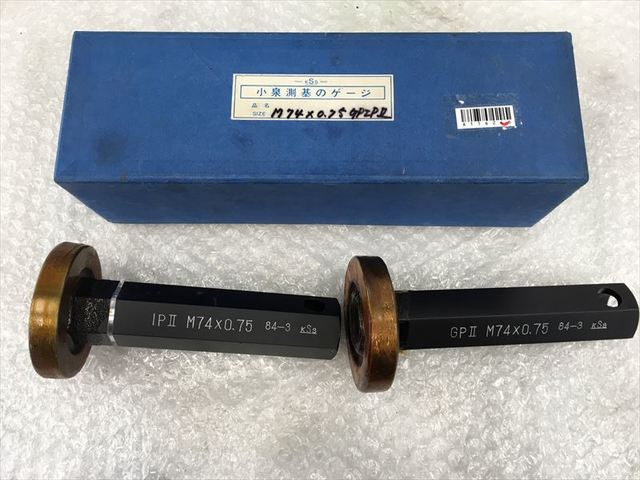 KSS
小泉測基のゲージ
品名
SIZE M74×0.75 GPIPⅡ
IPⅡ M74×0.75 84-3 KSS
GPⅡ M74×0.75 84-3 KSS